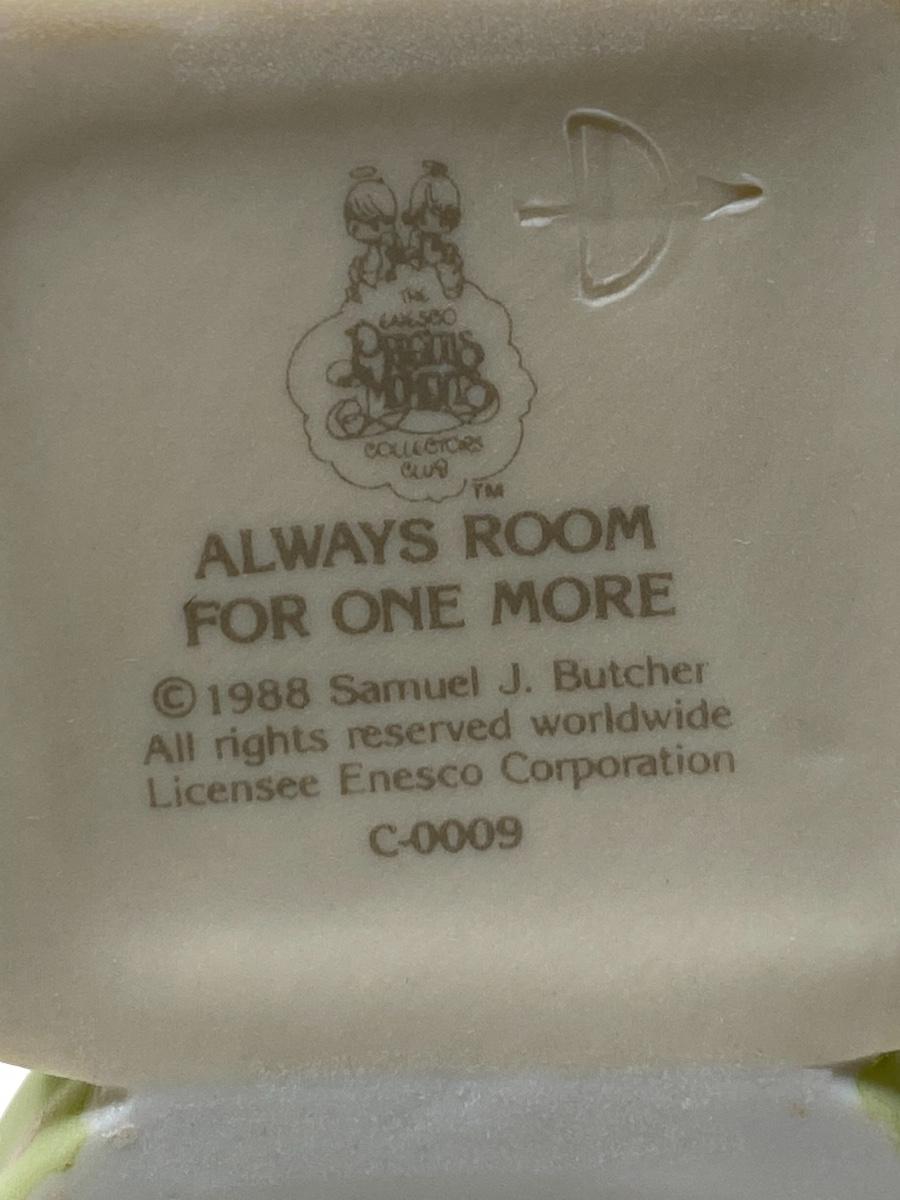 THE
ENESCO
Precious
Moments
COLLECTORS
CLUB
TM
ALWAYS ROOM
FOR ONE MORE
©1988 Samuel J. Butcher
All rights reserved worldwide
Licensee Enesco Corporation
C-0009